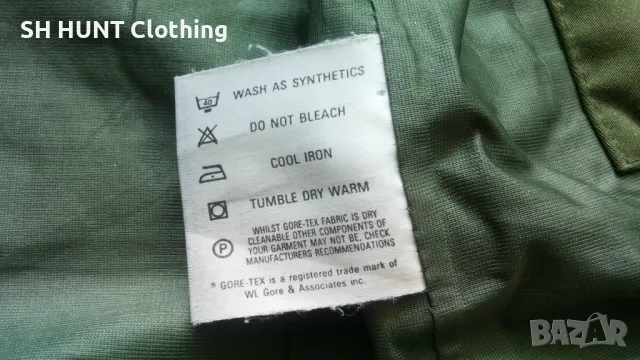 SH HUNT Clothing
40 WASH AS SYNTHETICS
DO NOT BLEACH
COOL IRON
TUMBLE DRY WARM
P WHILST GORE-TEX FABRIC IS DRY
CLEANABLE OTHER COMPONENTS OF
YOUR GARMENT MAY NOT BE, CHECK
MANUFACTURERS RECOMMENDATIONS
* GORE-TEX is a registered trade mark of
WL Gore & Associates inc.
BAZAR